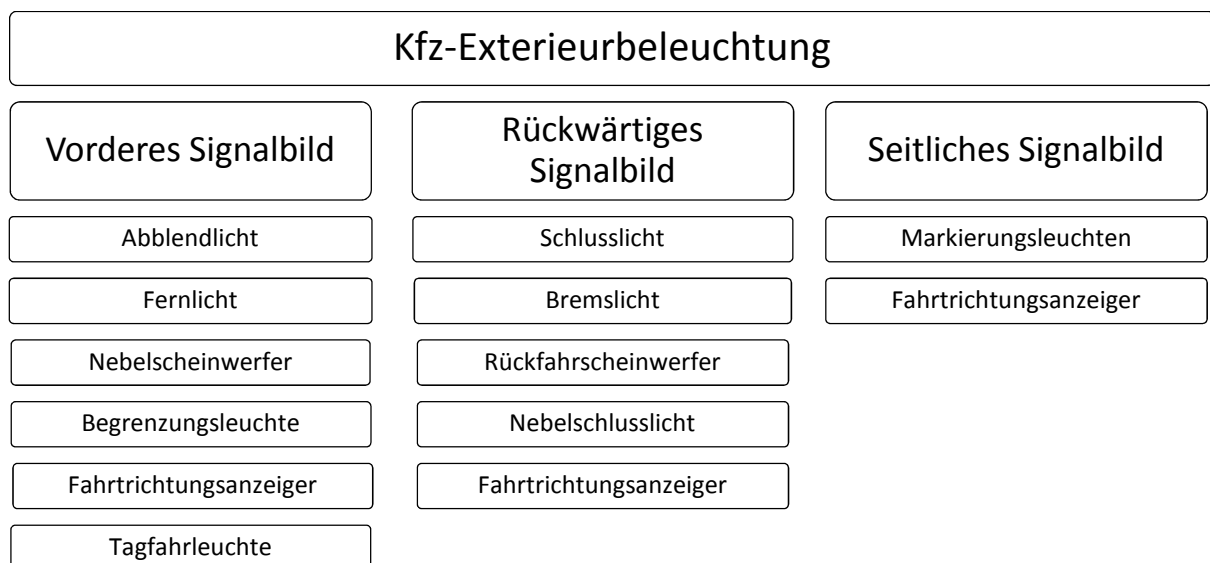 Kfz-Exterieurbeleuchtung
Vorderes Signalbild
Abblendlicht
Fernlicht
Nebelscheinwerfer
Begrenzungsleuchte
Fahrtrichtungsanzeiger
Tagfahrleuchte
Rückwärtiges
Signalbild
Schlusslicht
Bremslicht
Rückfahrscheinwerfer
Nebelschlusslicht
Fahrtrichtungsanzeiger
Seitliches Signalbild
Markierungsleuchten
Fahrtrichtungsanzeiger